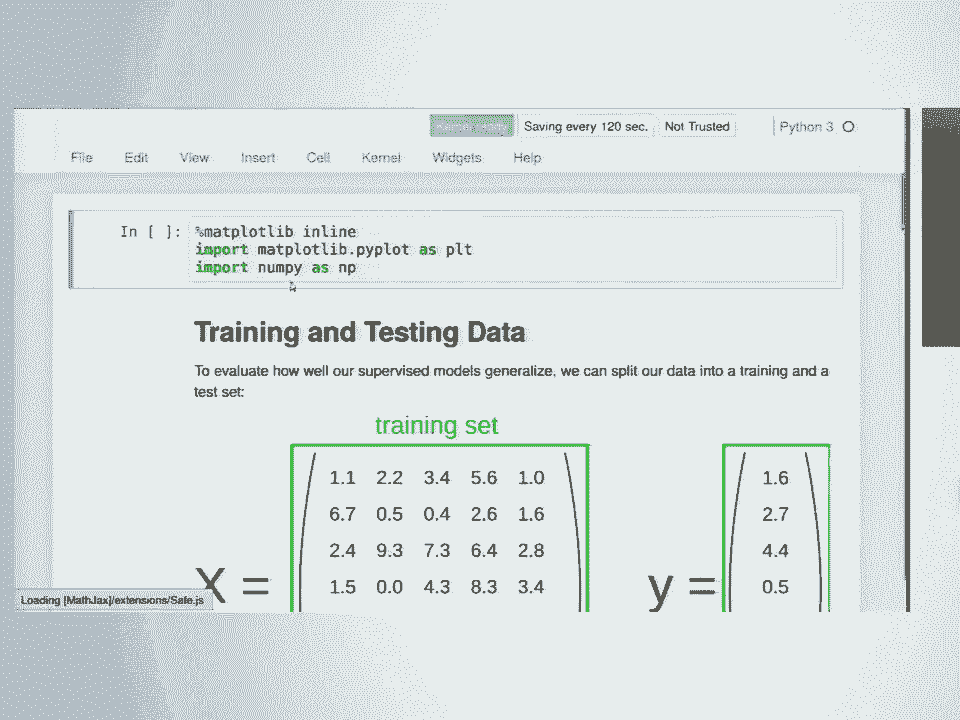 Saving every 120 sec. Not Trusted Python 3
File Edit View Insert Cell Kernel Widgets Help
In [ ]: %matplotlib inline
import matplotlib.pyplot as plt
import numpy as np
Training and Testing Data
To evaluate how well our supervised models generalize, we can split our data into a training and a
test set:
training set
1.1 2.2 3.4 5.6 1.0 1.6
6.7 0.5 0.4 2.6 1.6 2.7
2.4 9.3 7.3 6.4 2.8 4.4
X = 1.5 0.0 4.3 8.3 3.4 y = 0.5
Loading [MathJax]/extensions/Safe.js